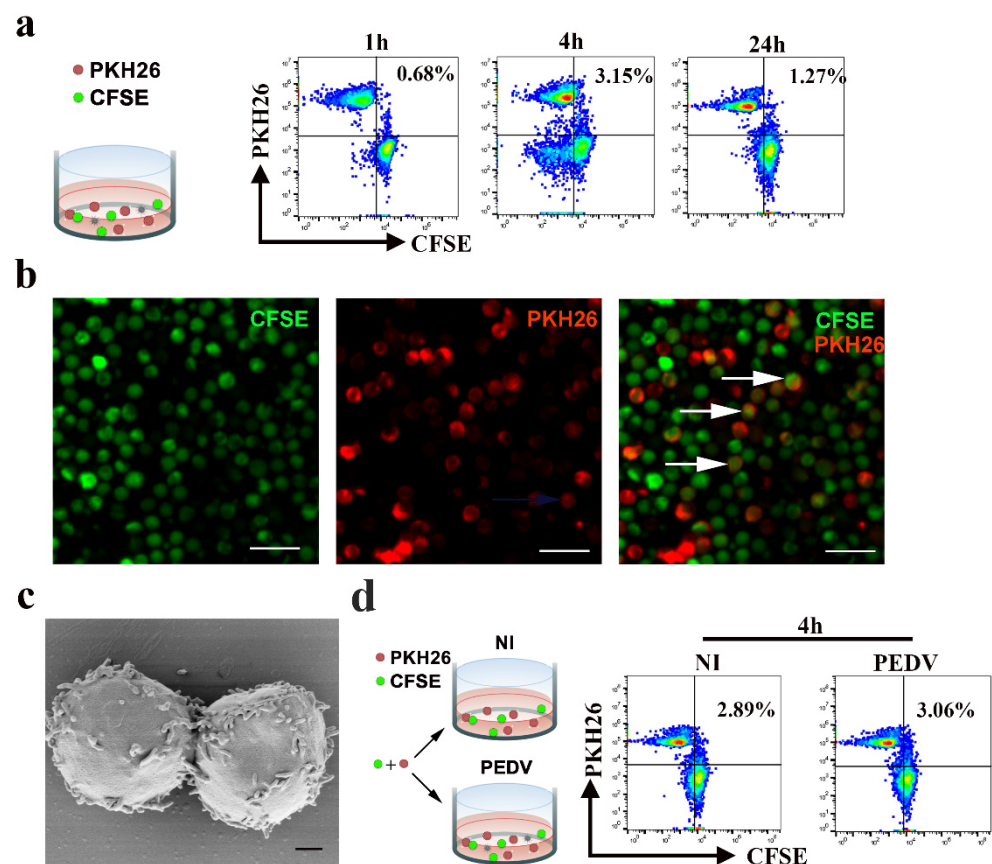 a
PKH26
CFSE
1h
4h
24h
0.68%
3.15%
1.27%
PKH26
CFSE
b
CFSE
PKH26
CFSE
PKH26
c
d
NI
PKH26
CFSE
+
PEDV
4h
NI
PEDV
2.89%
3.06%
PKH26
CFSE